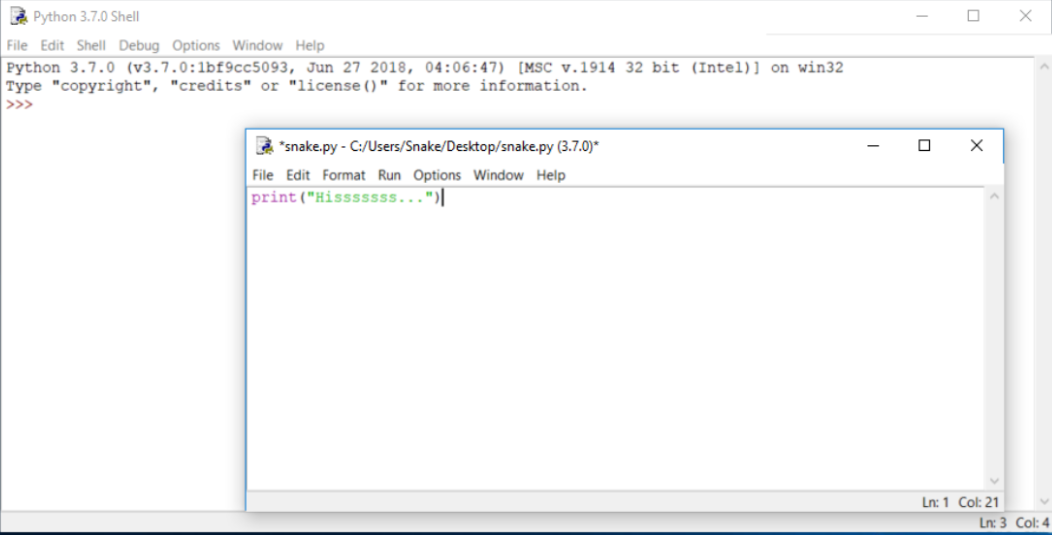 Python 3.7.0 Shell
File Edit Shell Debug Options Window Help
Python 3.7.0 (v3.7.0:1bf9cc5093, Jun 27 2018, 04:06:47) [MSC v.1914 32 bit (Intel)] on win32
Type "copyright", "credits" or "license()" for more information.
>>>
*snake.py - C:/Users/Snake/Desktop/snake.py (3.7.0)*
File Edit Format Run Options Window Help
print("Hisssssss...")
Ln: 1 Col: 21
Ln: 3 Col: 4